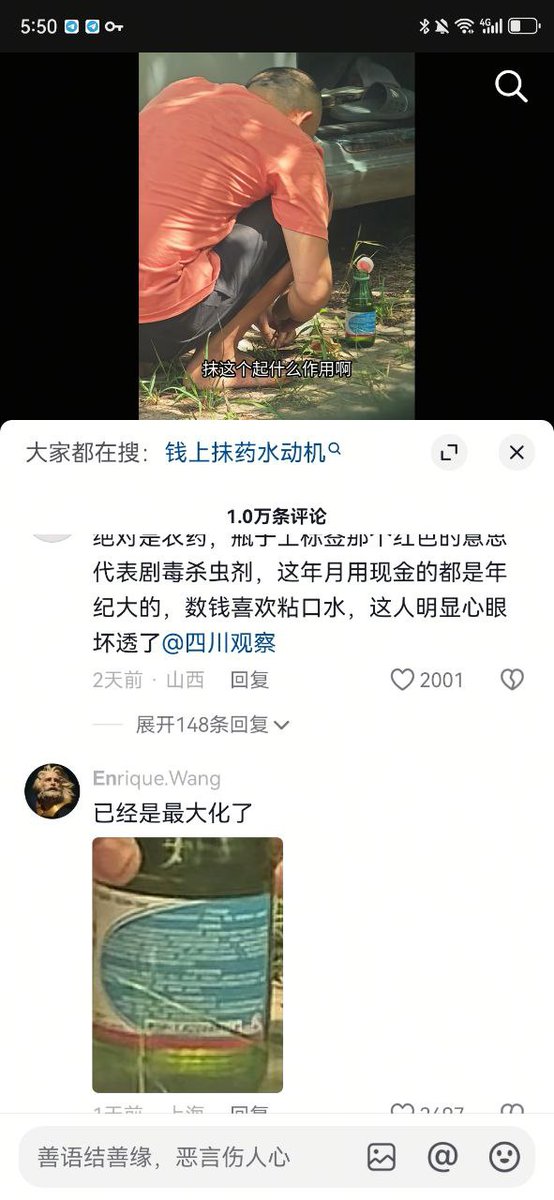 5:50
4G
抹这个起什么作用啊
大家都在搜：钱上抹药水动机
1.0万条评论
绝对是农药，瓶子上标签那个红色的意思
代表剧毒杀虫剂，这年月用现金的都是年
纪大的，数钱喜欢粘口水，这人明显心眼
坏透了@四川观察
2天前 · 山西 回复 2001
展开148条回复
Enrique.Wang
已经是最大化了
1天前 上海 回复
善语结善缘，恶言伤人心